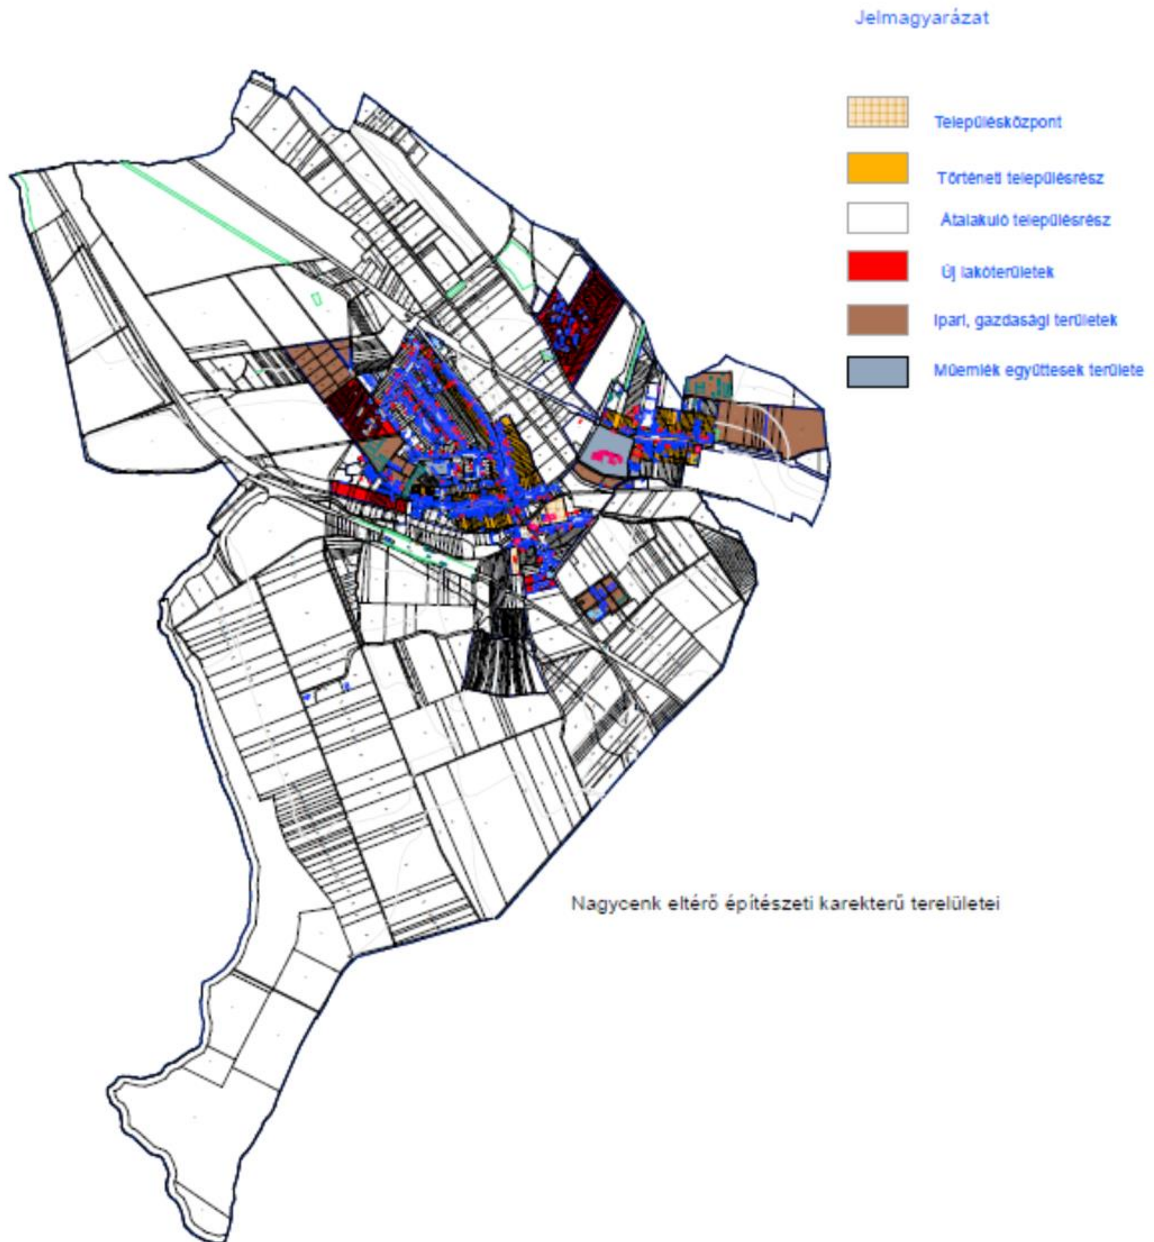 Jelmagyarázat
Településközpont
Történeti településrész
Átalakuló településrész
Új lakóterületek
Ipari, gazdasági területek
Műemlék együttesek területe
Nagycenk eltérő építészeti karekterű terelületei